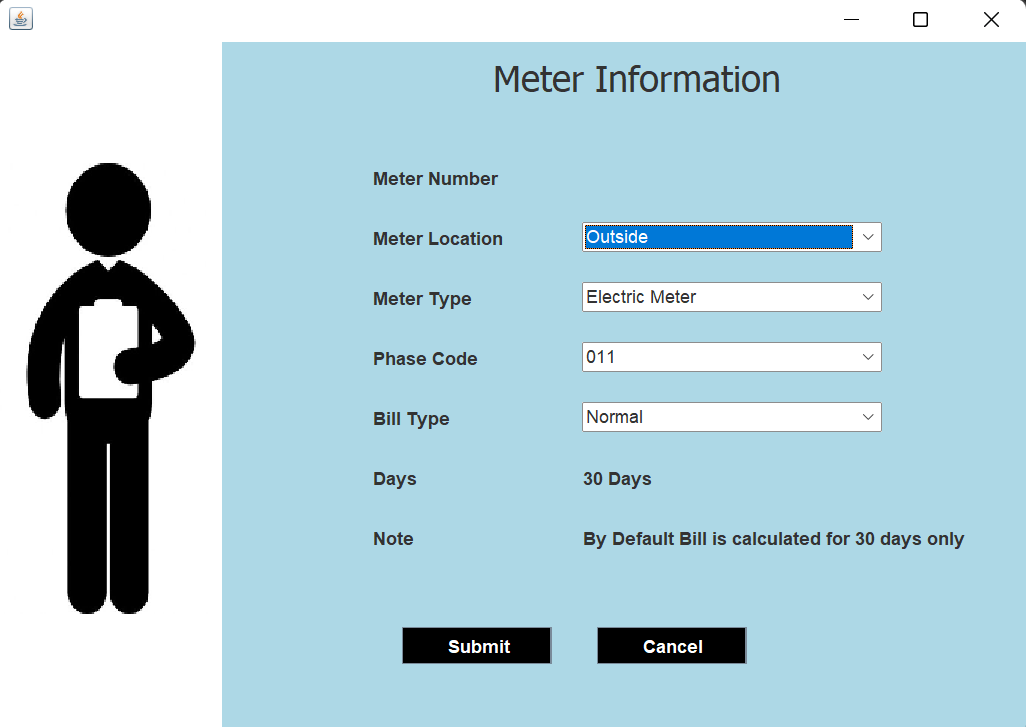 Meter Information
Meter Number
Meter Location Outside
Meter Type Electric Meter
Phase Code 011
Bill Type Normal
Days 30 Days
Note By Default Bill is calculated for 30 days only
Submit Cancel